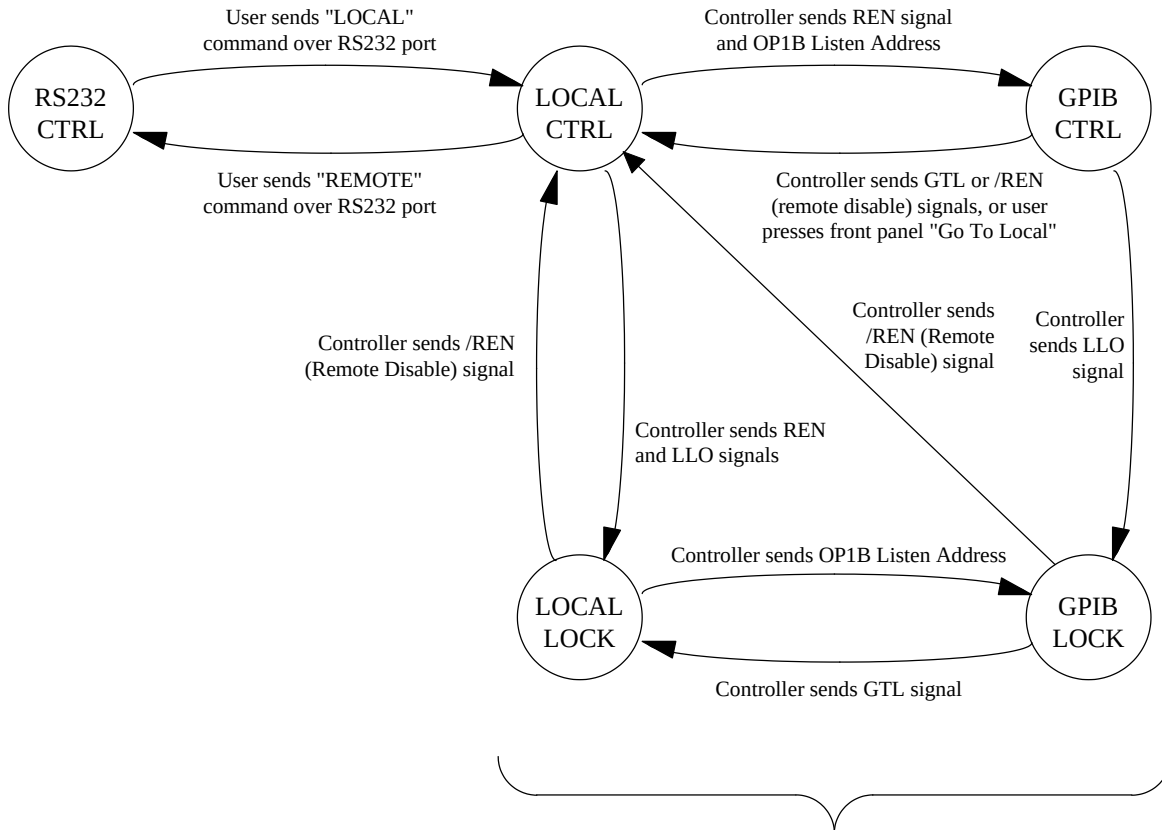 User sends "LOCAL"
command over RS232 port
Controller sends REN signal
and OP1B Listen Address
RS232
CTRL
LOCAL
CTRL
GPIB
CTRL
User sends "REMOTE"
command over RS232 port
Controller sends GTL or /REN
(remote disable) signals, or user
presses front panel "Go To Local"
Controller sends /REN
(Remote Disable) signal
Controller sends
/REN (Remote
Disable) signal
Controller
sends LLO
signal
Controller sends REN
and LLO signals
Controller sends OP1B Listen Address
LOCAL
LOCK
GPIB
LOCK
Controller sends GTL signal